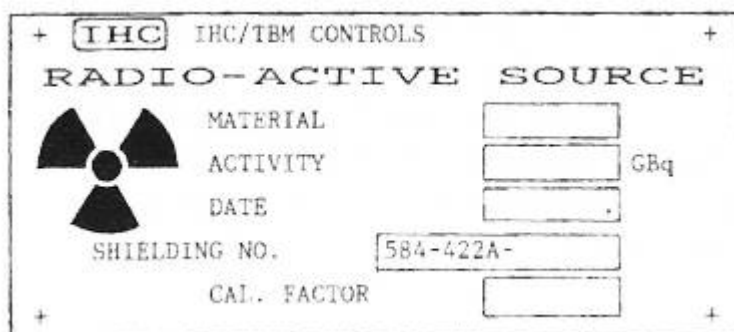 + IHC IHC/TBM CONTROLS +
RADIO-ACTIVE SOURCE
MATERIAL
ACTIVITY GBq
DATE
SHIELDING NO. 584-422A-
CAL. FACTOR
+ +